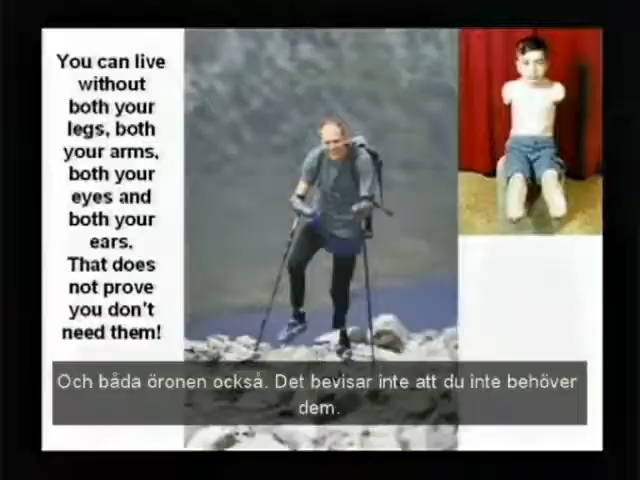 You can live
without
both your
legs, both
your arms,
both your
eyes and
both your
ears.
That does
not prove
you don't
need them!
Och båda öronen också. Det bevisar inte att du inte behöver
dem.